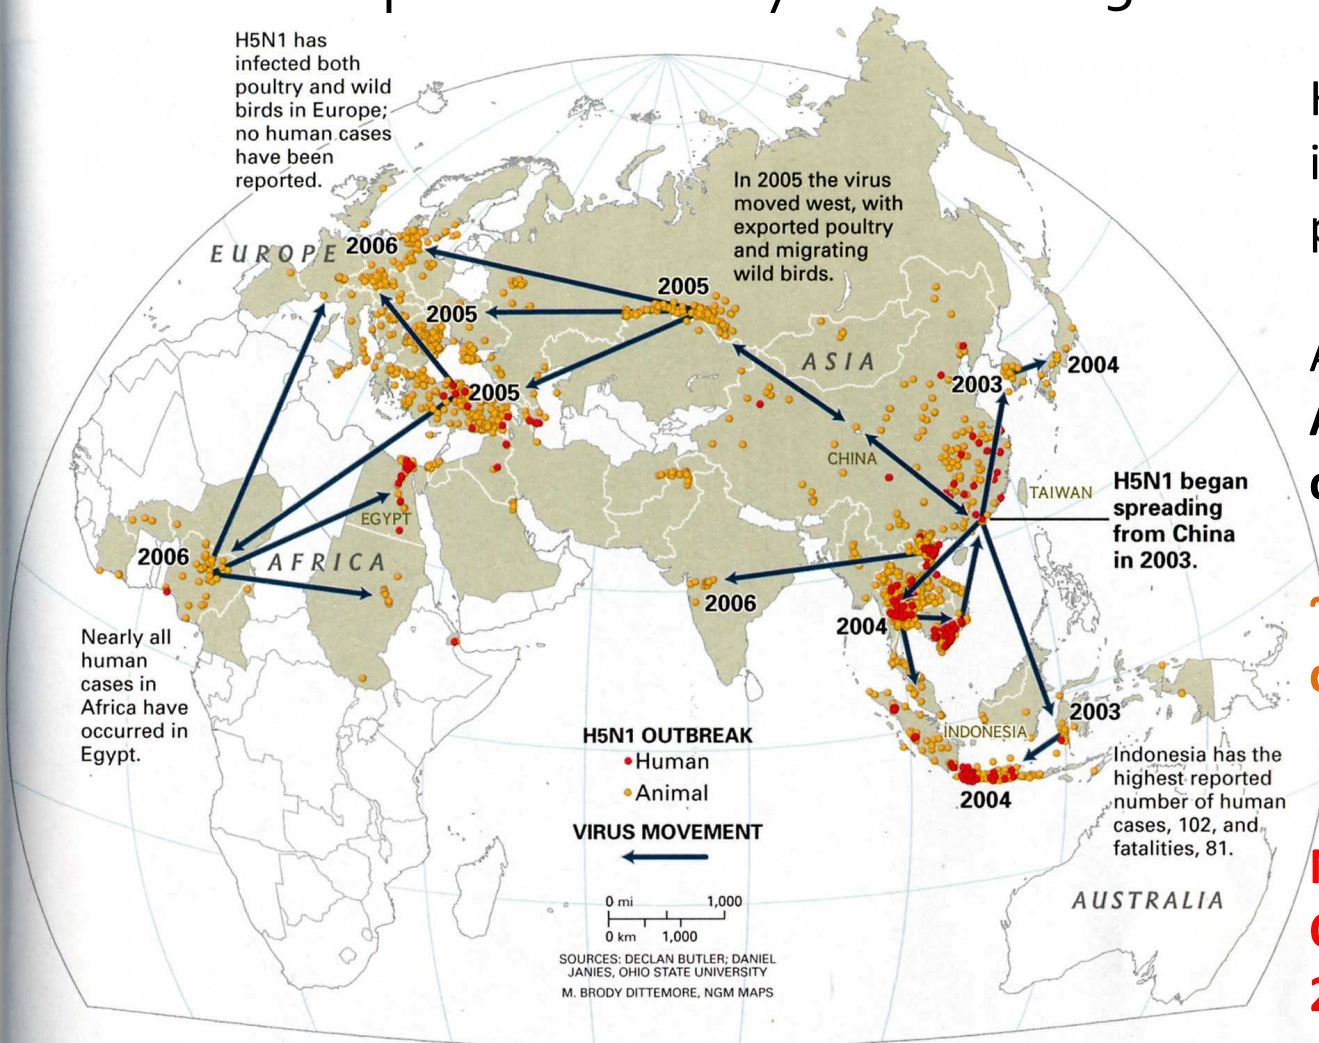 H5N1 has
infected both
poultry and wild
birds in Europe;
no human cases
have been
reported.
In 2005 the virus
moved west, with
exported poultry
and migrating
wild birds.
EUROPE
2006
2005
2005
2005
ASIA
2003
2004
CHINA
TAIWAN
H5N1 began
spreading
from China
in 2003.
EGYPT
2006
AFRICA
2006
2004
Nearly all
human
cases in
Africa have
occurred in
Egypt.
2003
INDONESIA
2004
Indonesia has the
highest reported
number of human
cases, 102, and
fatalities, 81.
H5N1 OUTBREAK
Human
Animal
VIRUS MOVEMENT
0 mi 1,000
0 km 1,000
AUSTRALIA
SOURCES: DECLAN BUTLER; DANIEL
JANIES, OHIO STATE UNIVERSITY
M. BRODY DITTEMORE, NGM MAPS